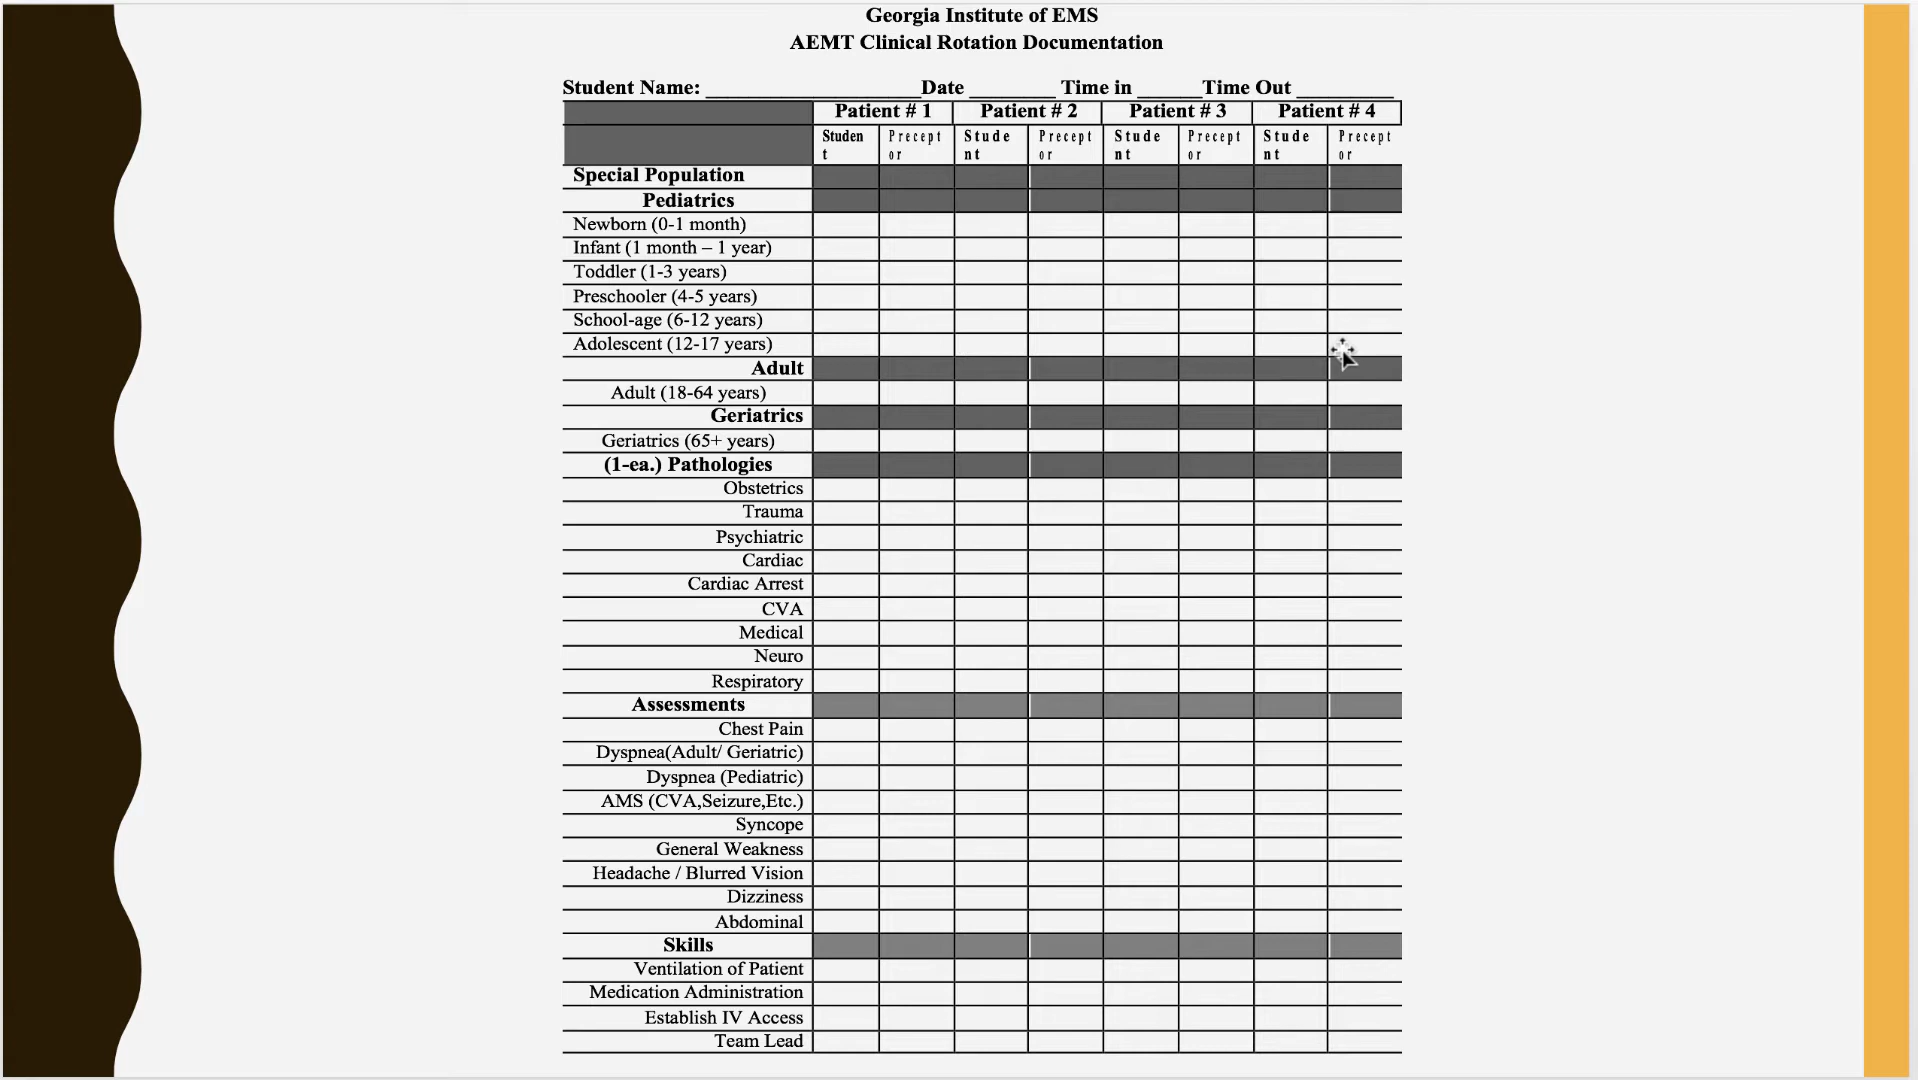 Georgia Institute of EMS
AEMT Clinical Rotation Documentation
Student Name: ____________________Date ________ Time in ______Time Out _________
Patient # 1 Patient # 2 Patient # 3 Patient # 4
Studen Precept Stude Precept Stude Precept Stude Precept
t or nt or nt or nt or
Special Population
Pediatrics
Newborn (0-1 month)
Infant (1 month – 1 year)
Toddler (1-3 years)
Preschooler (4-5 years)
School-age (6-12 years)
Adolescent (12-17 years)
Adult
Adult (18-64 years)
Geriatrics
Geriatrics (65+ years)
(1-ea.) Pathologies
Obstetrics
Trauma
Psychiatric
Cardiac
Cardiac Arrest
CVA
Medical
Neuro
Respiratory
Assessments
Chest Pain
Dyspnea(Adult/ Geriatric)
Dyspnea (Pediatric)
AMS (CVA,Seizure,Etc.)
Syncope
General Weakness
Headache / Blurred Vision
Dizziness
Abdominal
Skills
Ventilation of Patient
Medication Administration
Establish IV Access
Team Lead